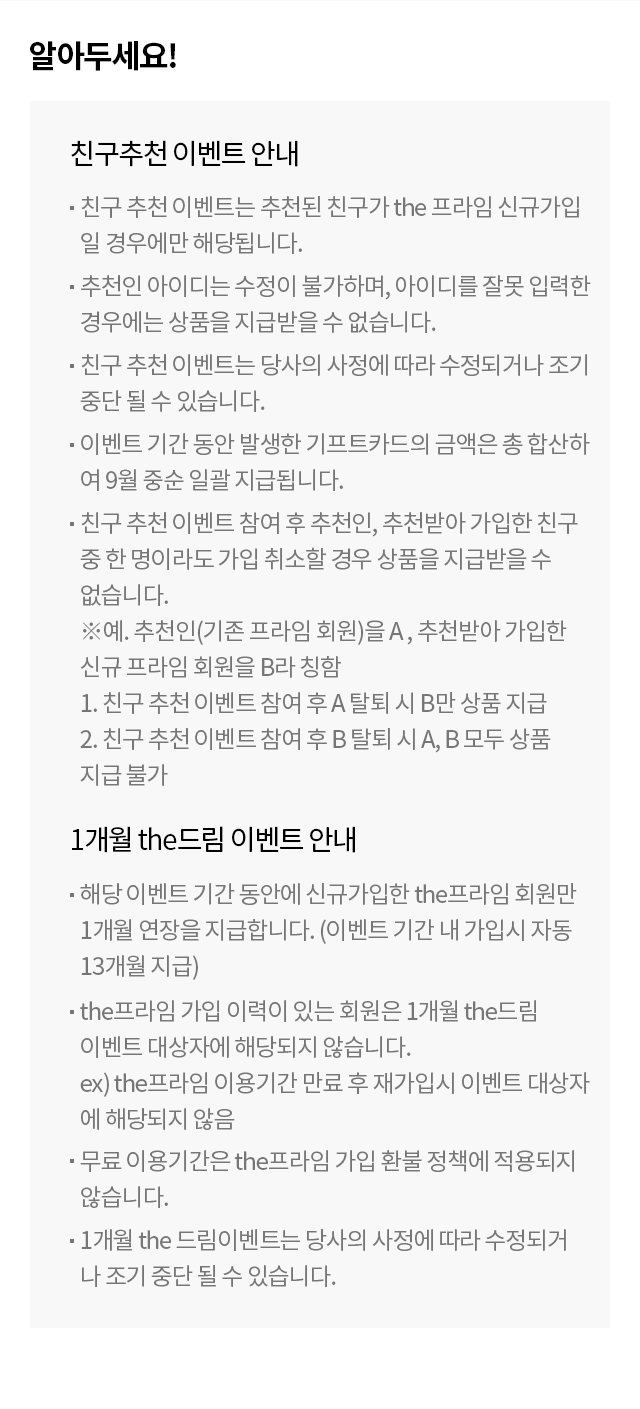 알아두세요!
친구추천 이벤트 안내
· 친구 추천 이벤트는 추천된 친구가 the 프라임 신규가입
일 경우에만 해당됩니다.
· 추천인 아이디는 수정이 불가하며, 아이디를 잘못 입력한
경우에는 상품을 지급받을 수 없습니다.
· 친구 추천 이벤트는 당사의 사정에 따라 수정되거나 조기
중단 될 수 있습니다.
· 이벤트 기간 동안 발생한 기프트카드의 금액은 총 합산하
여 9월 중순 일괄 지급됩니다.
· 친구 추천 이벤트 참여 후 추천인, 추천받아 가입한 친구
중 한 명이라도 가입 취소할 경우 상품을 지급받을 수
없습니다.
※예. 추천인(기존 프라임 회원)을 A , 추천받아 가입한
신규 프라임 회원을 B라 칭함
1. 친구 추천 이벤트 참여 후 A 탈퇴 시 B만 상품 지급
2. 친구 추천 이벤트 참여 후 B 탈퇴 시 A, B 모두 상품
지급 불가
1개월 the드림 이벤트 안내
· 해당 이벤트 기간 동안에 신규가입한 the프라임 회원만
1개월 연장을 지급합니다. (이벤트 기간 내 가입시 자동
13개월 지급)
· the프라임 가입 이력이 있는 회원은 1개월 the드림
이벤트 대상자에 해당되지 않습니다.
ex) the프라임 이용기간 만료 후 재가입시 이벤트 대상자
에 해당되지 않음
· 무료 이용기간은 the프라임 가입 환불 정책에 적용되지
않습니다.
· 1개월 the 드림이벤트는 당사의 사정에 따라 수정되거
나 조기 중단 될 수 있습니다.